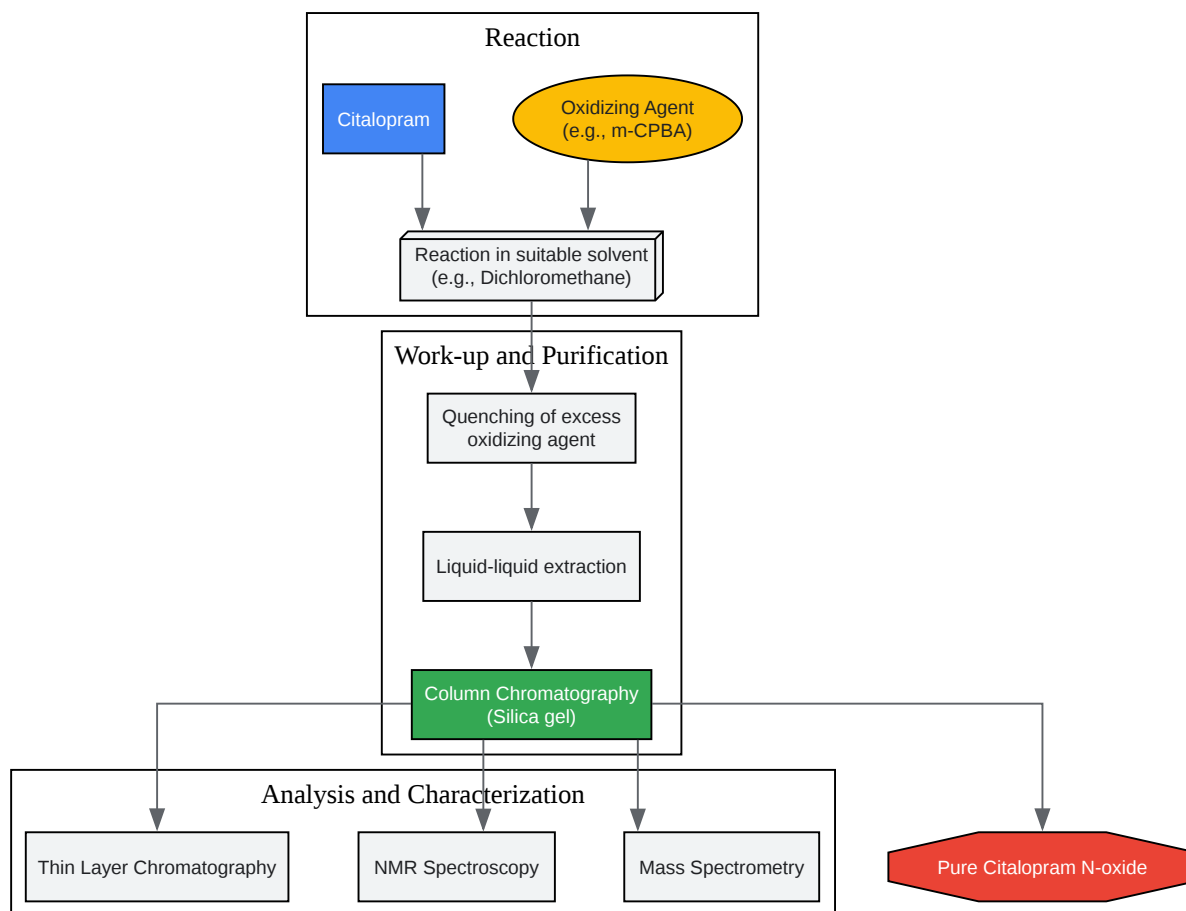 Reaction
Citalopram
Oxidizing Agent
(e.g., m-CPBA)
Reaction in suitable solvent
(e.g., Dichloromethane)
Work-up and Purification
Quenching of excess
oxidizing agent
Liquid-liquid extraction
Column Chromatography
(Silica gel)
Analysis and Characterization
Thin Layer Chromatography
NMR Spectroscopy
Mass Spectrometry
Pure Citalopram N-oxide